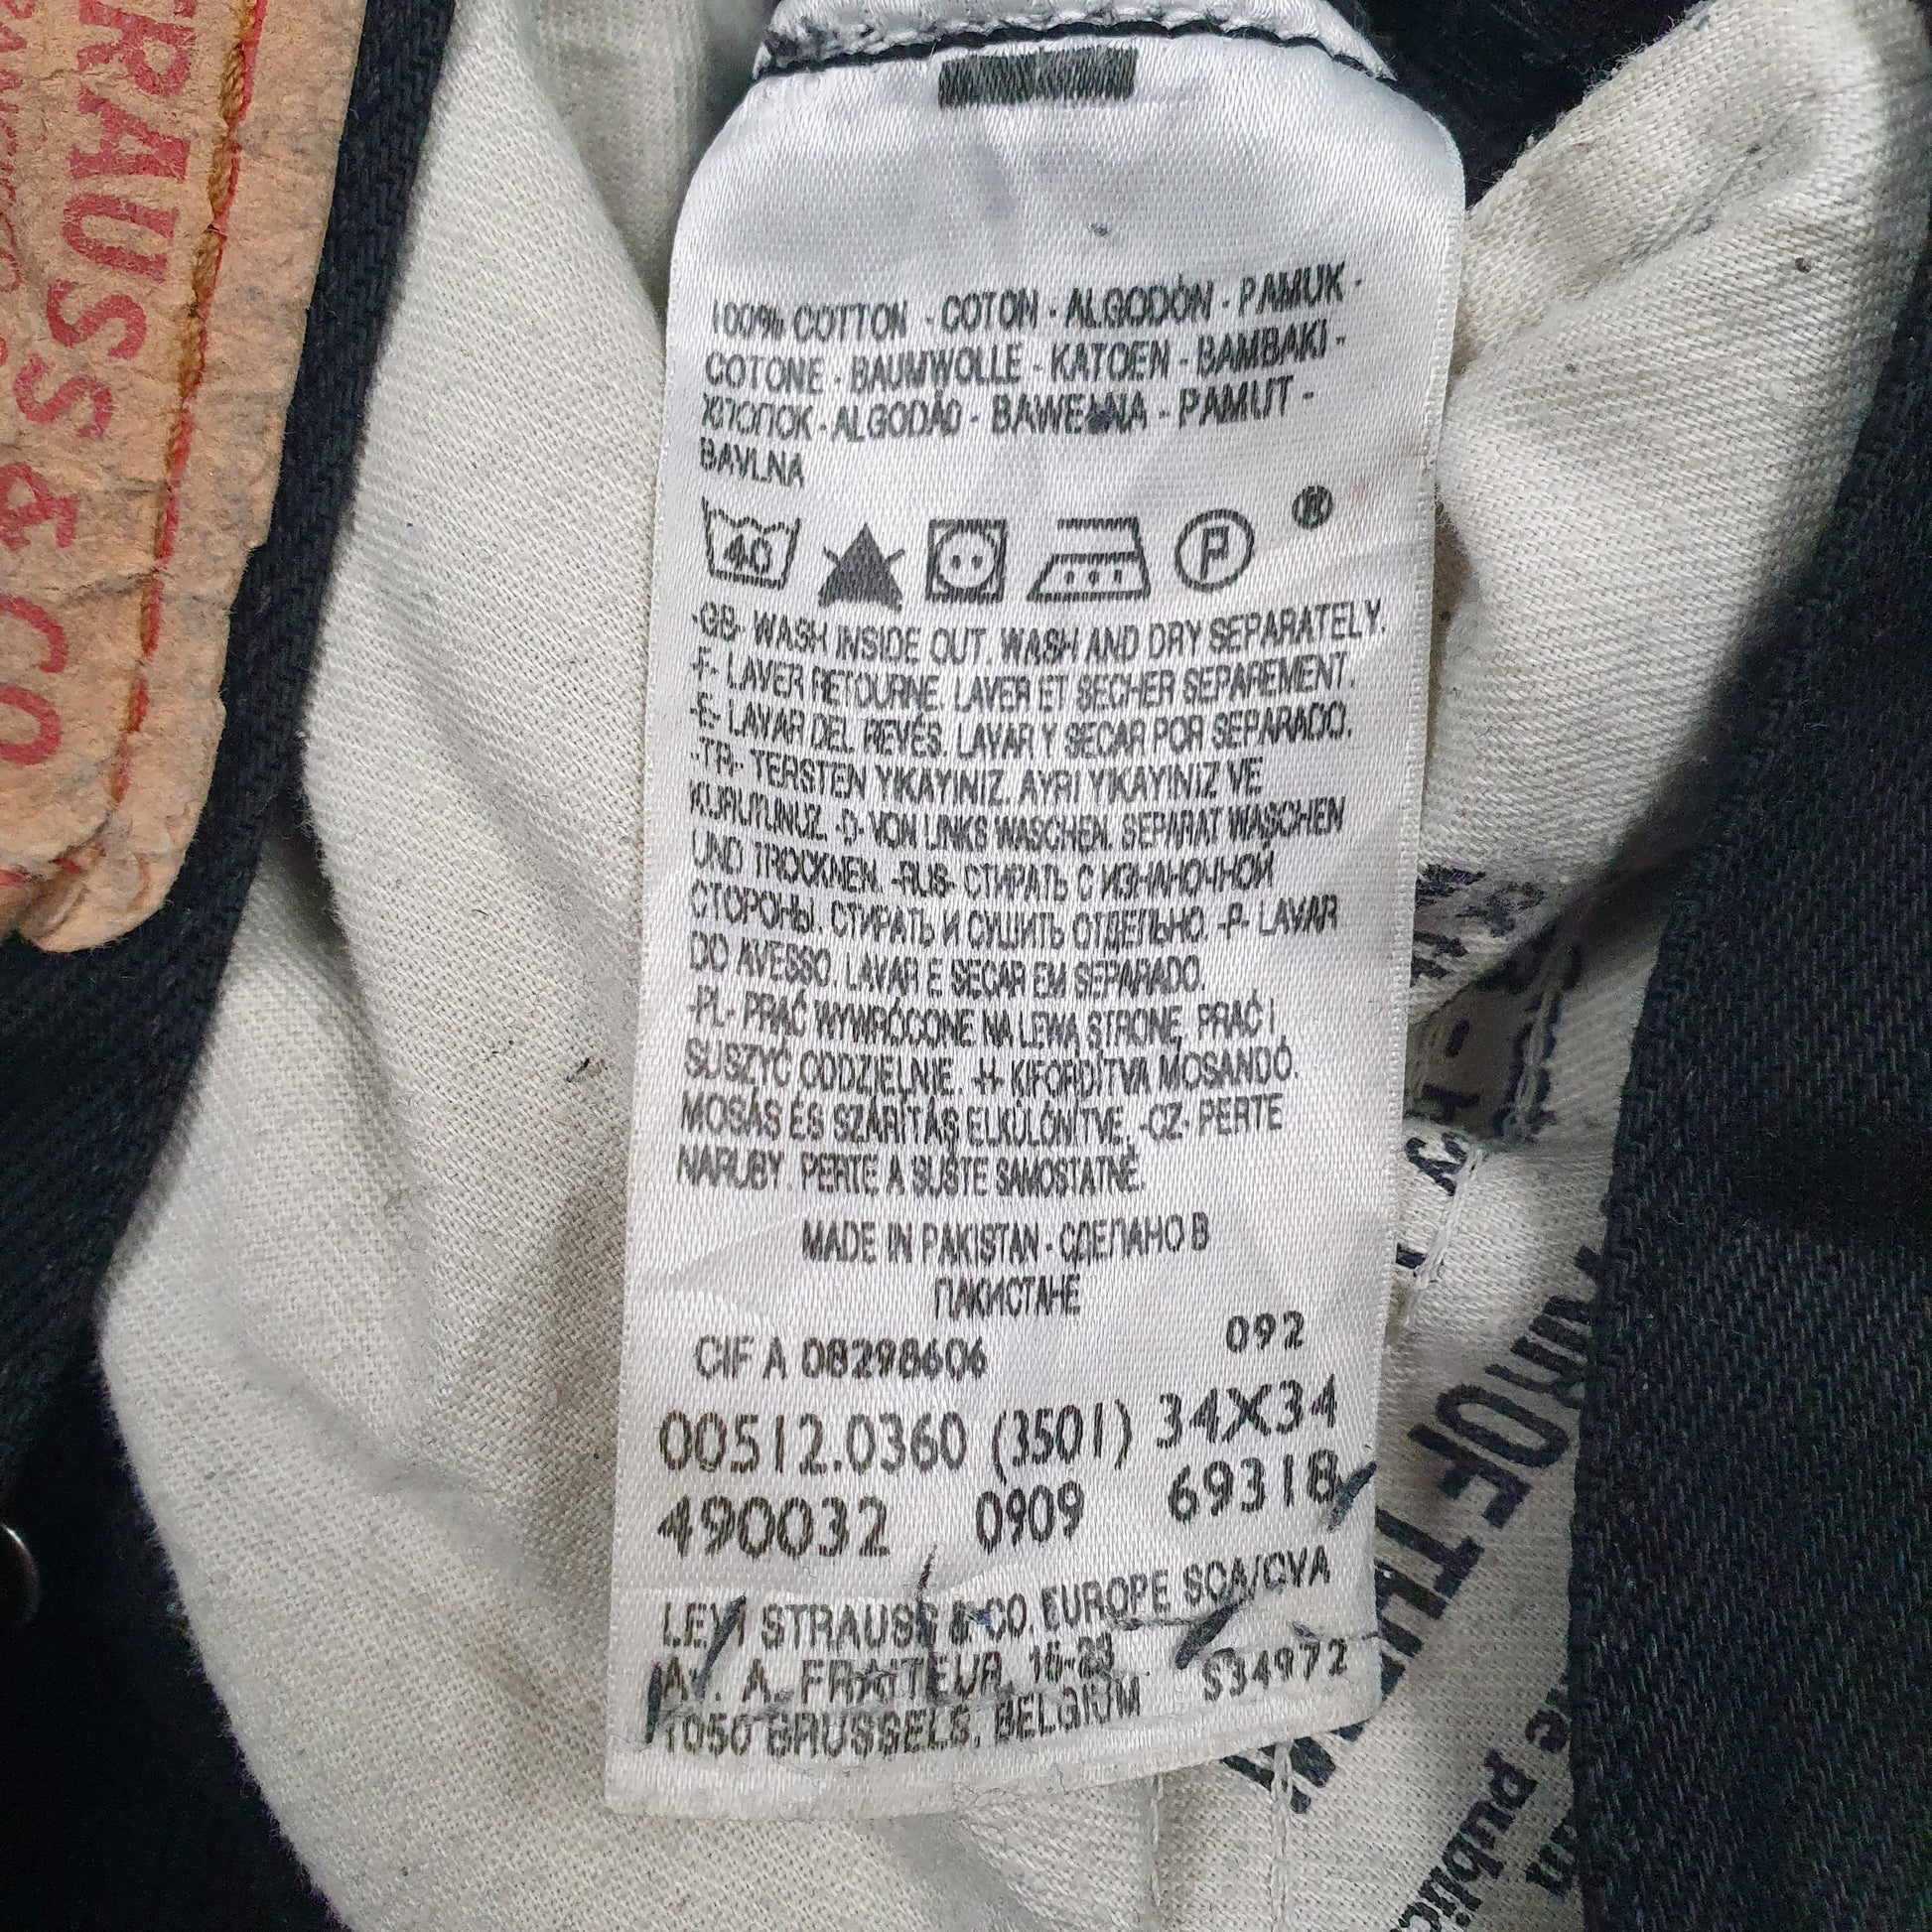 TRAUSS & CO
100% COTTON - COTON - ALGODÓN - PAMUK -
COTONE - BAUMWOLLE - KATOEN - BAMBAKI -
ХЛОПОК - ALGODÃO - BAWEŁNA - PAMUT -
BAVLNA
40 P ®
-GB- WASH INSIDE OUT. WASH AND DRY SEPARATELY.
-F- LAVER RETOURNE. LAVER ET SECHER SEPAREMENT.
-E- LAVAR DEL REVÉS. LAVAR Y SECAR POR SEPARADO.
-TR- TERSTEN YIKAYINIZ. AYRI YIKAYINIZ VE
KURUTUNUZ. -D- VON LINKS WASCHEN. SEPARAT WASCHEN
UND TROCKNEN. -RUS- СТИРАТЬ С ИЗНАНОЧНОЙ
СТОРОНЫ. СТИРАТЬ И СУШИТЬ ОТДЕЛЬНО. -P- LAVAR
DO AVESSO. LAVAR E SECAR EM SEPARADO.
-PL- PRAĆ WYWRÓCONE NA LEWĄ STRONĘ. PRAĆ I
SUSZYĆ ODDZIELNIE. -H- KIFORDÍTVA MOSANDÓ.
MOSÁS ÉS SZÁRÍTÁS ELKÜLÖNÍTVE. -CZ- PERTE
NARUBY. PERTE A SUŠTE SAMOSTATNĚ.
MADE IN PAKISTAN - СДЕЛАНО В
ПАКИСТАНЕ
CIF A 08298606 092
00512.0360 (3501) 34X34
490032 0909 69318
LEVI STRAUSS & CO. EUROPE SCA/CVA
AV. A. FRAITEUR, 15-23
1050 BRUSSELS, BELGIUM S34972
OF
public